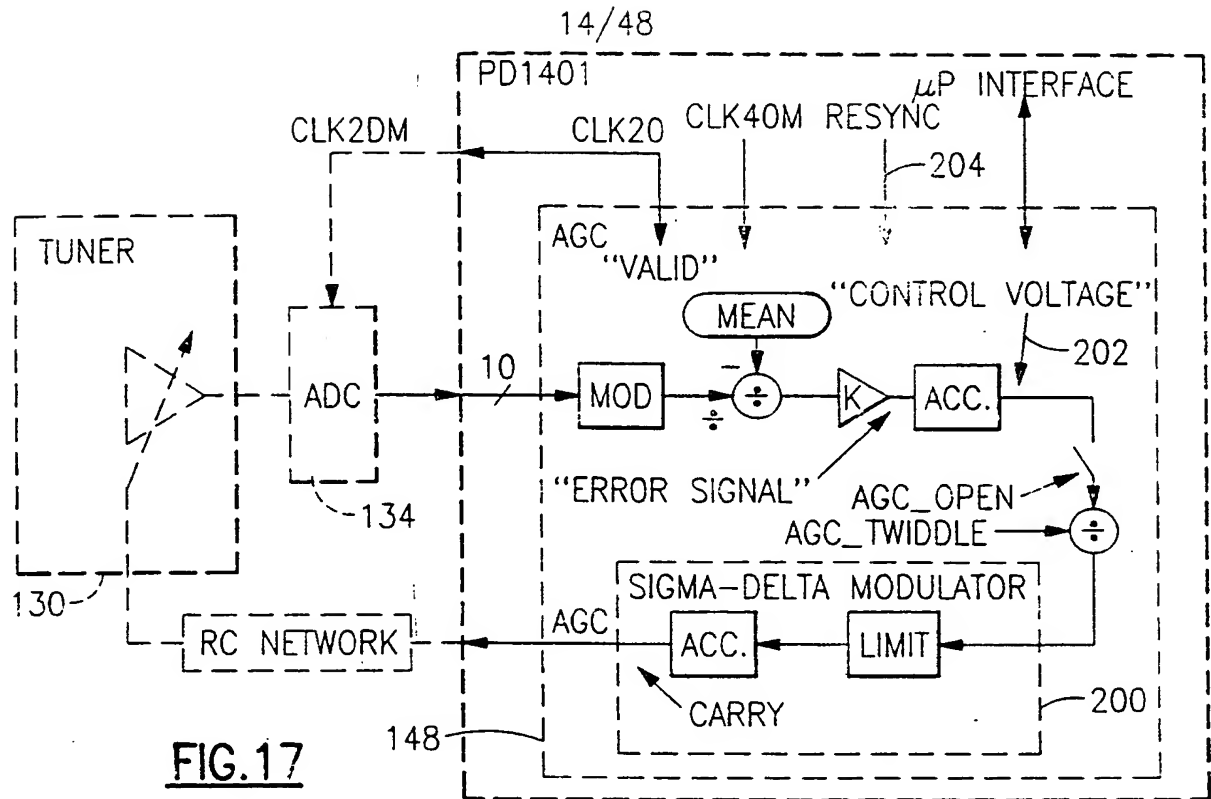 14/48
PD1401
μP INTERFACE
CLK2DM
CLK20
CLK40M RESYNC
204
TUNER
AGC
"VALID"
"CONTROL VOLTAGE"
MEAN
202
10
−
ADC
MOD
÷
÷
K
ACC.
"ERROR SIGNAL"
134
AGC_OPEN
AGC_TWIDDLE
÷
130
SIGMA-DELTA MODULATOR
RC NETWORK
AGC
ACC.
LIMIT
CARRY
200
148
FIG.17